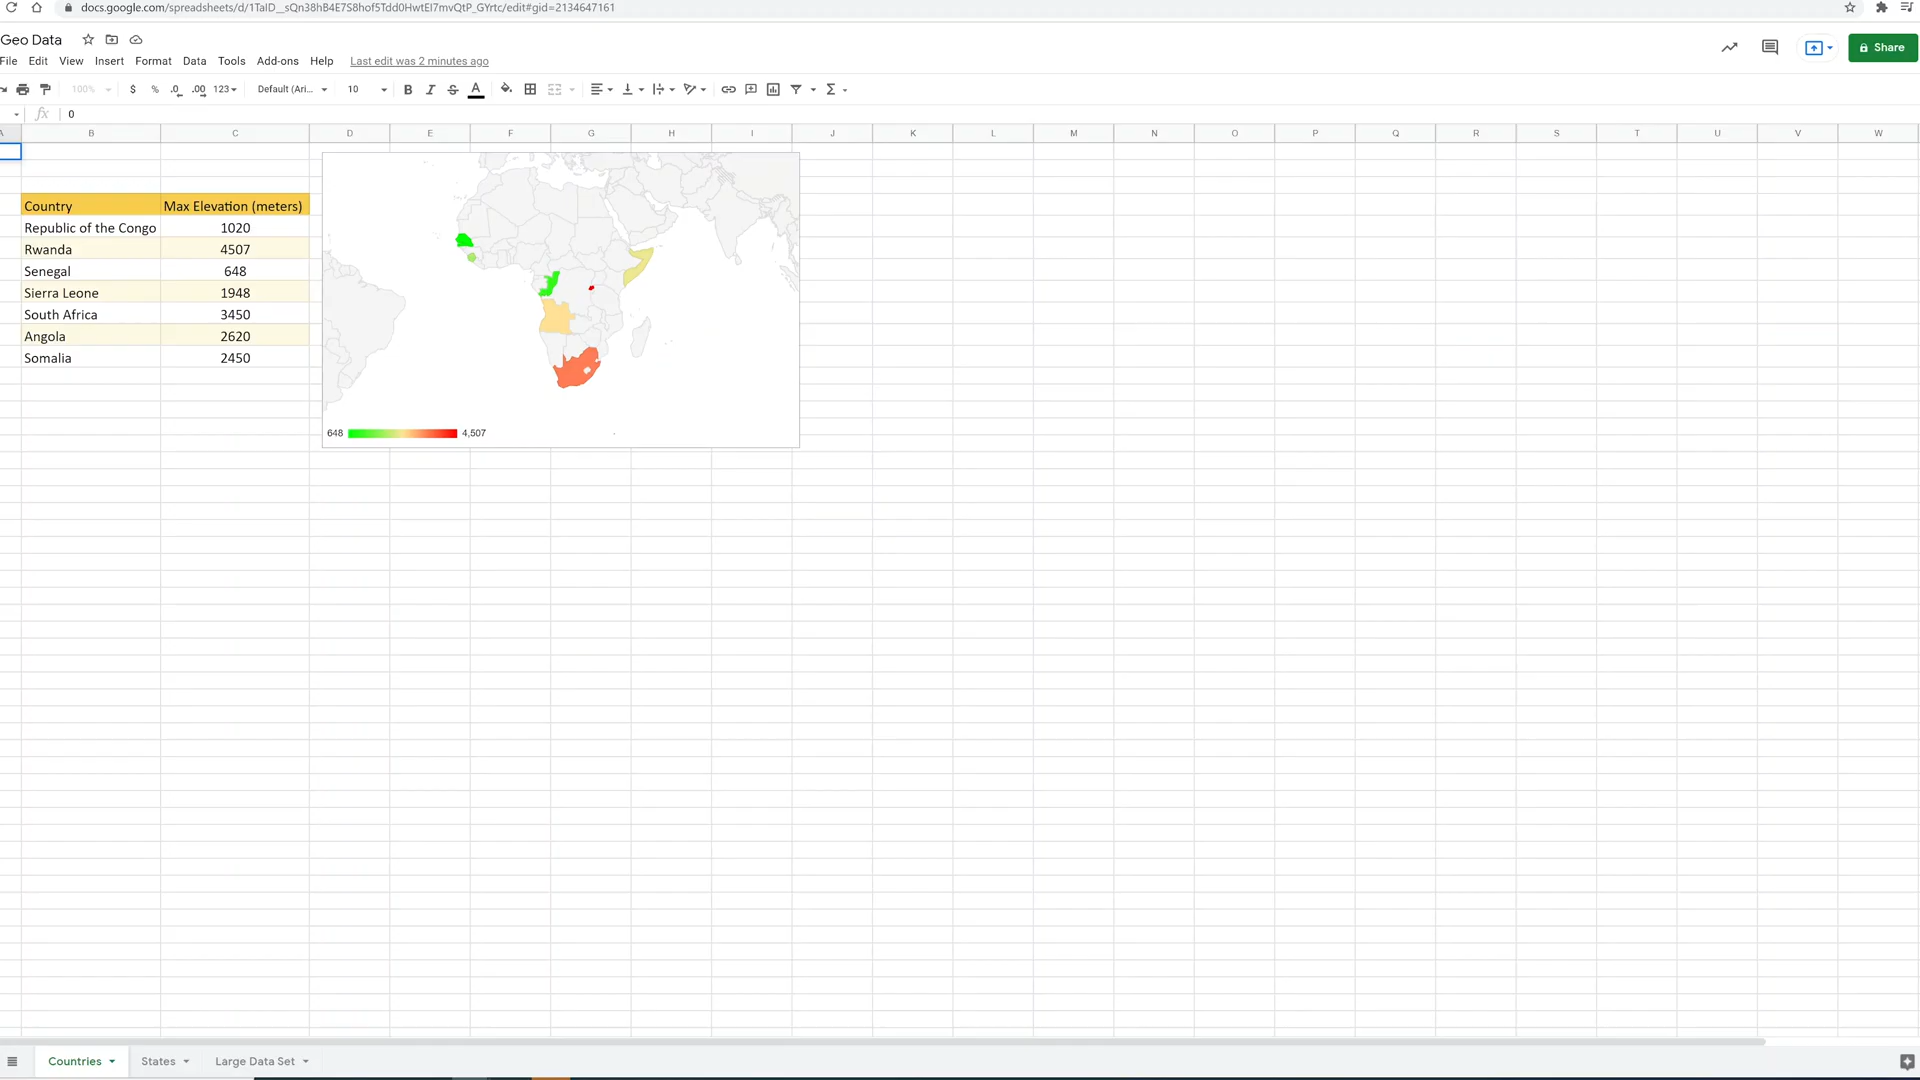 docs.google.com/spreadsheets/d/1TaID__sQn38hB4E7S8hof5Tdd0HwtEI7mvQtP_GYrtc/edit#gid=2134647161
Geo Data
File Edit View Insert Format Data Tools Add-ons Help Last edit was 2 minutes ago
Share
100% $ % .0 .00 123 Default (Ari... 10 B I S A Σ
fx 0
A B C D E F G H I J K L M N O P Q R S T U V W
Country Max Elevation (meters)
Republic of the Congo 1020
Rwanda 4507
Senegal 648
Sierra Leone 1948
South Africa 3450
Angola 2620
Somalia 2450
648 4,507
Countries States Large Data Set